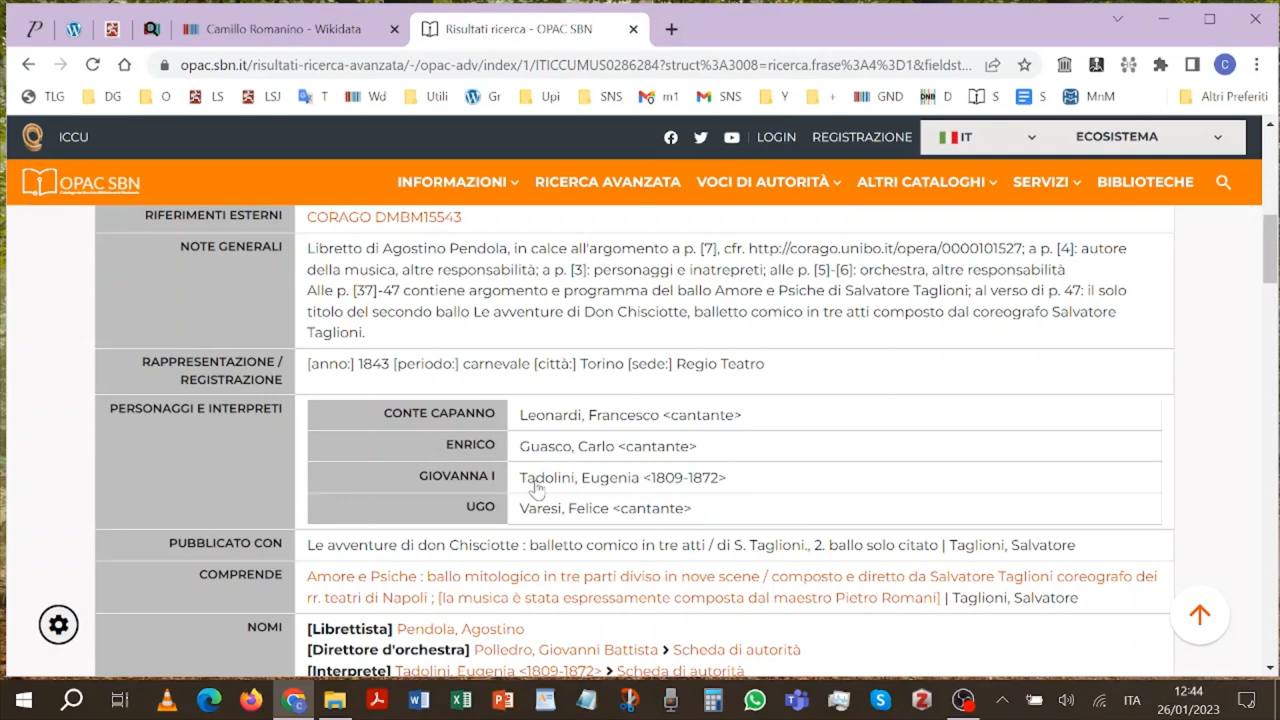 Camillo Romanino - Wikidata
Risultati ricerca - OPAC SBN
opac.sbn.it/risultati-ricerca-avanzata/-/opac-adv/index/1/ITICCUMUS0286284?struct%3A3008=ricerca.frase%3A4%3D1&fieldst...
TLG DG O LS LSJ T Wd Utili Gr Upi SNS m1 SNS Y + GND D S S MnM Altri Preferiti
ICCU LOGIN REGISTRAZIONE IT ECOSISTEMA
OPAC SBN INFORMAZIONI RICERCA AVANZATA VOCI DI AUTORITÀ ALTRI CATALOGHI SERVIZI BIBLIOTECHE
RIFERIMENTI ESTERNI CORAGO DMBM15543
NOTE GENERALI Libretto di Agostino Pendola, in calce all'argomento a p. [7], cfr. http://corago.unibo.it/opera/0000101527; a p. [4]: autore
della musica, altre responsabilità; a p. [3]: personaggi e inatrepreti; alle p. [5]-[6]: orchestra, altre responsabilità
Alle p. [37]-47 contiene argomento e programma del ballo Amore e Psiche di Salvatore Taglioni; al verso di p. 47: il solo
titolo del secondo ballo Le avventure di Don Chisciotte, balletto comico in tre atti composto dal coreografo Salvatore
Taglioni.
RAPPRESENTAZIONE /
REGISTRAZIONE
[anno:] 1843 [periodo:] carnevale [città:] Torino [sede:] Regio Teatro
PERSONAGGI E INTERPRETI
CONTE CAPANNO Leonardi, Francesco <cantante>
ENRICO Guasco, Carlo <cantante>
GIOVANNA I Tadolini, Eugenia <1809-1872>
UGO Varesi, Felice <cantante>
PUBBLICATO CON Le avventure di don Chisciotte : balletto comico in tre atti / di S. Taglioni., 2. ballo solo citato | Taglioni, Salvatore
COMPRENDE Amore e Psiche : ballo mitologico in tre parti diviso in nove scene / composto e diretto da Salvatore Taglioni coreografo dei
rr. teatri di Napoli ; [la musica è stata espressamente composta dal maestro Pietro Romani] | Taglioni, Salvatore
NOMI [Librettista] Pendola, Agostino
[Direttore d'orchestra] Polledro, Giovanni Battista > Scheda di autorità
[Interprete] Tadolini, Eugenia <1809-1872> > Scheda di autorità
ITA
12:44
26/01/2023